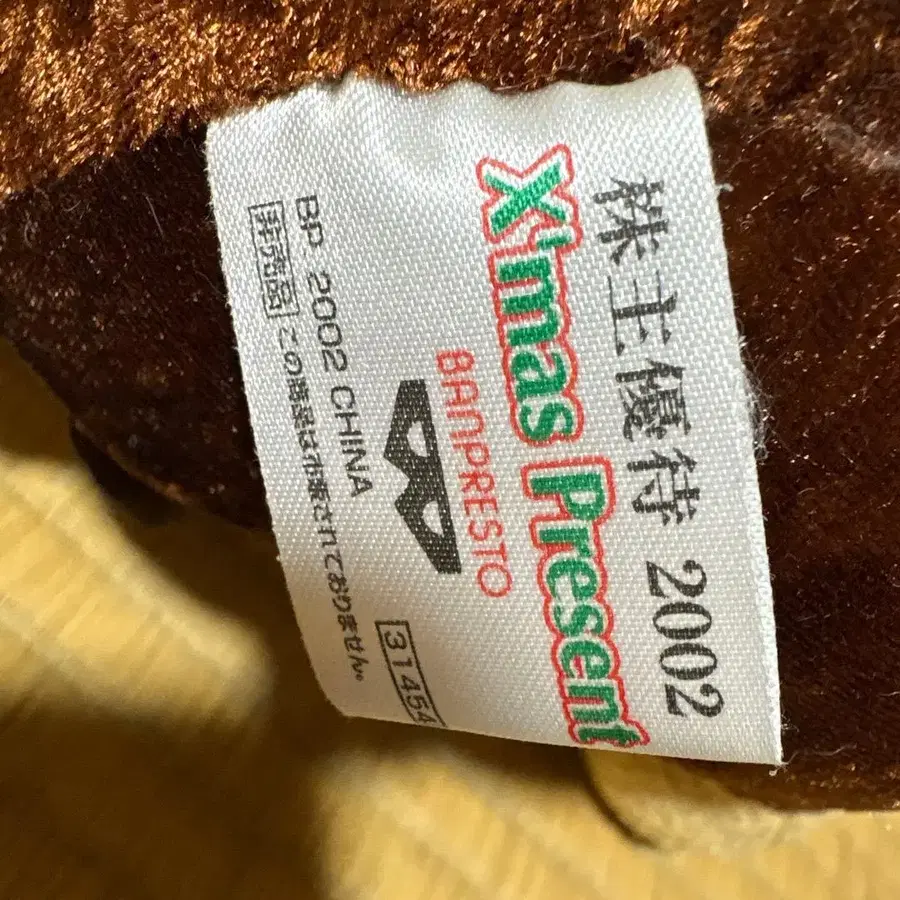 株主優待 2002
X'mas Present
BANPRESTO
31454
BP 2002 CHINA
非売品 この商品は市販されておりません。